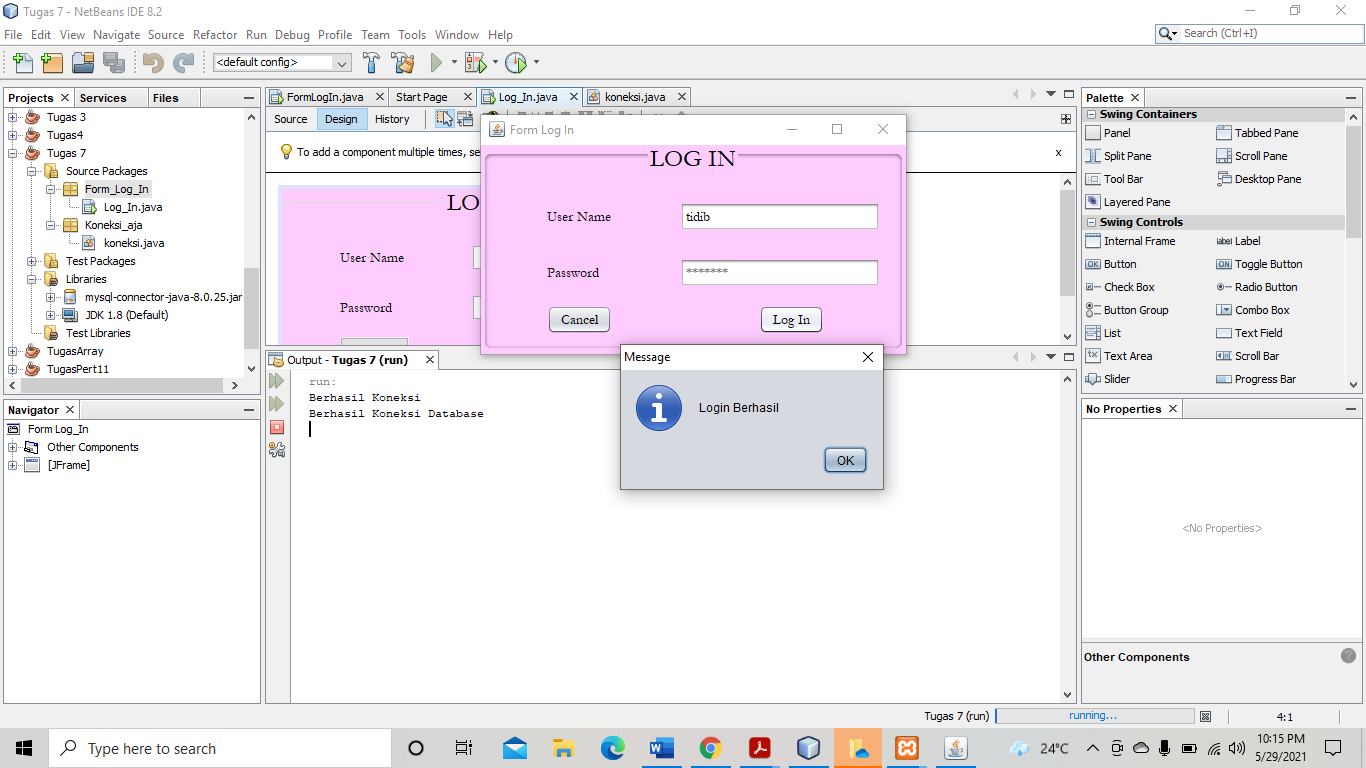 Tugas 7 - NetBeans IDE 8.2
File Edit View Navigate Source Refactor Run Debug Profile Team Tools Window Help
Search (Ctrl+I)
<default config>
Projects Services Files
Tugas 3
Tugas4
Tugas 7
Source Packages
Form_Log_In
Log_In.java
Koneksi_aja
koneksi.java
Test Packages
Libraries
mysql-connector-java-8.0.25.jar
JDK 1.8 (Default)
Test Libraries
TugasArray
TugasPert11
Navigator
Form Log_In
Other Components
[JFrame]
FormLogIn.java Start Page Log_In.java koneksi.java
Source Design History
To add a component multiple times, se
x
LO
User Name
Password
Form Log In
LOG IN
User Name tidib
Password *******
Cancel Log In
Message
Login Berhasil
OK
Output - Tugas 7 (run)
run:
Berhasil Koneksi
Berhasil Koneksi Database
Palette
Swing Containers
Panel Tabbed Pane
Split Pane Scroll Pane
Tool Bar Desktop Pane
Layered Pane
Swing Controls
Internal Frame label Label
OK Button ON Toggle Button
Check Box Radio Button
Button Group Combo Box
List Text Field
Text Area Scroll Bar
Slider Progress Bar
No Properties
<No Properties>
Other Components
Tugas 7 (run) running... 4:1
Type here to search
24°C
10:15 PM
5/29/2021